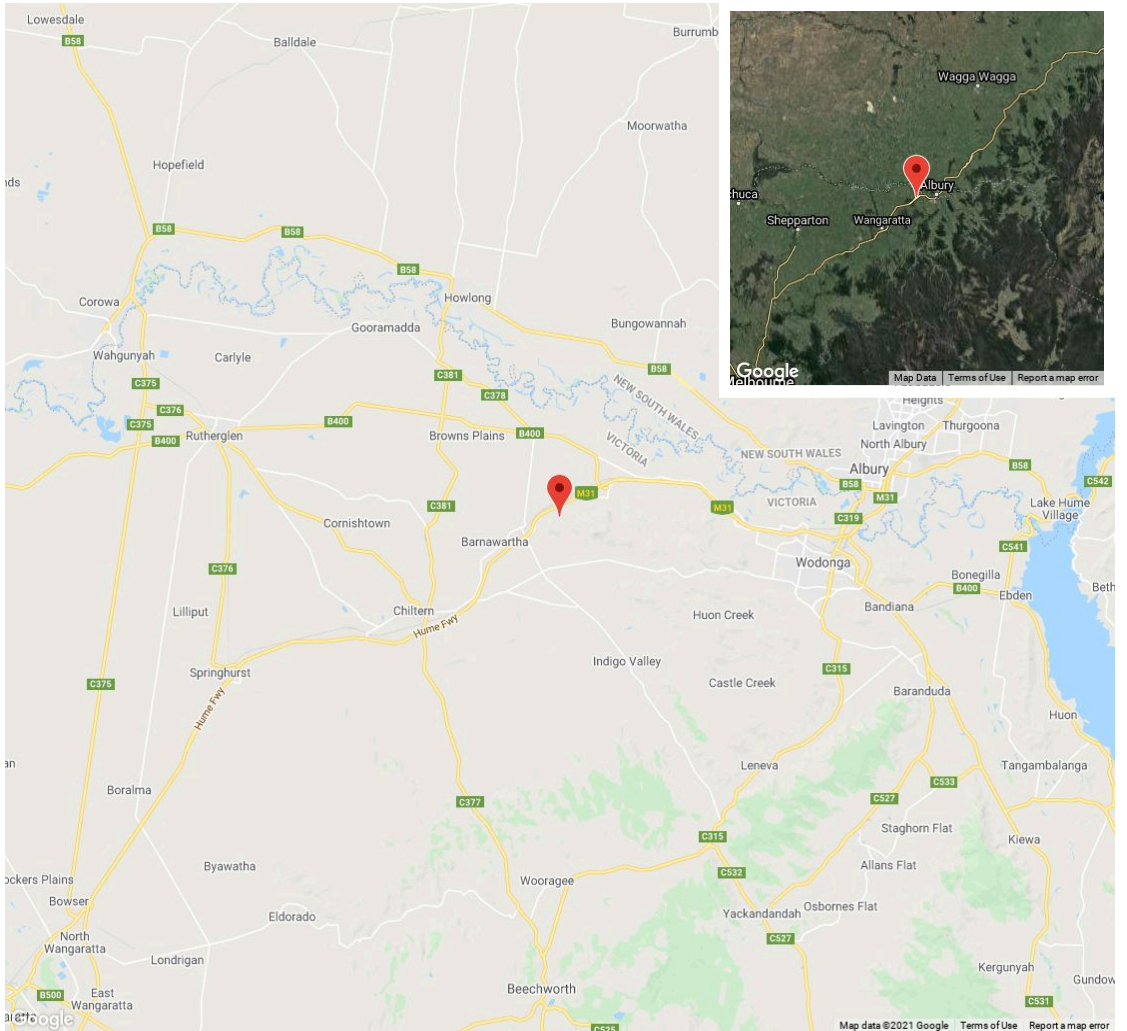 Lowesdale
B58
Balldale
Burrumb
Moorwatha
Hopefield
nds
B58
B58
B58
Howlong
Corowa
Gooramadda
Bungowannah
Wahgunyah
Carlyle
B58
C381
C375
C378
NEW SOUTH WALES
VICTORIA
C376
C375
B400
Rutherglen
B400
Browns Plains
B400
Wagga Wagga
Albury
chuca
Shepparton
Wangaratta
Google
Melbourne
Map Data
Terms of Use
Report a map error
Heights
Lavington
Thurgoona
North Albury
NEW SOUTH WALES
Albury
B58
B58
C542
M31
M31
VICTORIA
M31
C319
Lake Hume
Village
C381
Cornishtown
Barnawartha
C541
Wodonga
Bonegilla
B400
Ebden
Beth
C376
Lilliput
Chiltern
Hume Fwy
Bandiana
Huon Creek
Springhurst
Indigo Valley
C315
Castle Creek
Baranduda
C375
Hume Fwy
Huon
an
Leneva
Tangambalanga
Boralma
C377
C533
C527
Staghorn Flat
C315
Kiewa
Byawatha
Allans Flat
ockers Plains
Wooragee
C532
Bowser
Eldorado
Yackandandah
Osbornes Flat
North
Wangaratta
C527
Londrigan
Kergunyah
Gundow
Beechworth
B500
East
Wangaratta
C531
aratta
Google
C525
Map data ©2021 Google
Terms of Use
Report a map error